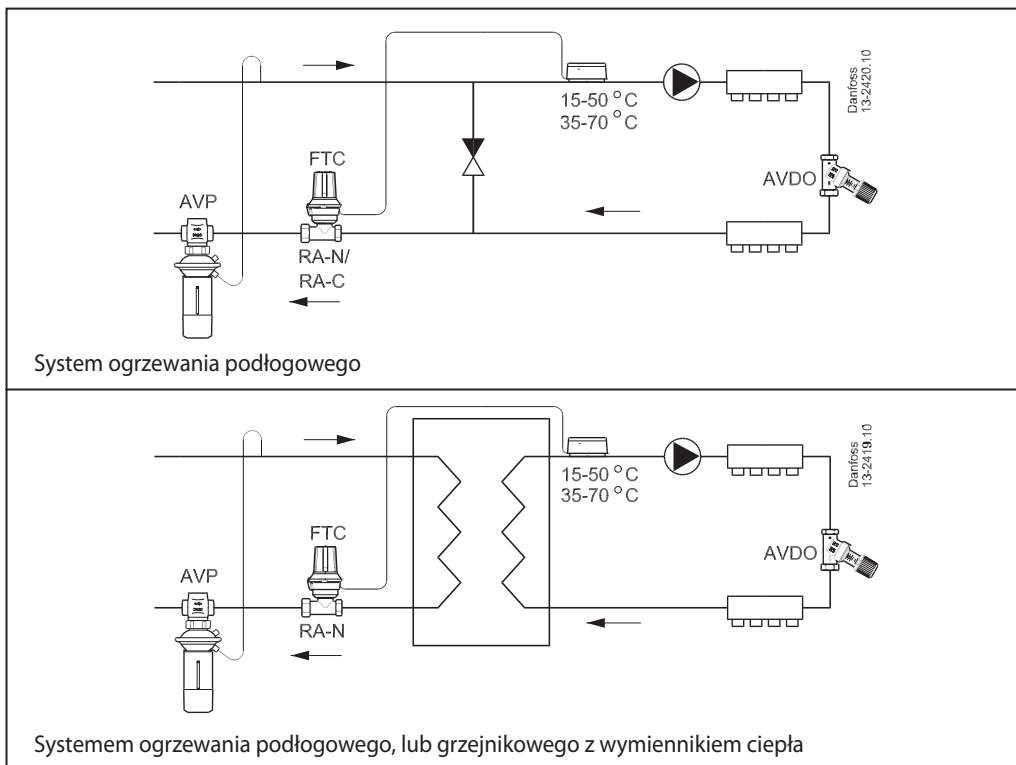 15-50 °C
35-70 °C
Danfoss
13-2420.10
FTC
AVP
AVDO
RA-N/
RA-C
System ogrzewania podłogowego
15-50 °C
35-70 °C
Danfoss
13-2419.10
FTC
AVP
AVDO
RA-N
Systemem ogrzewania podłogowego, lub grzejnikowego z wymiennikiem ciepła